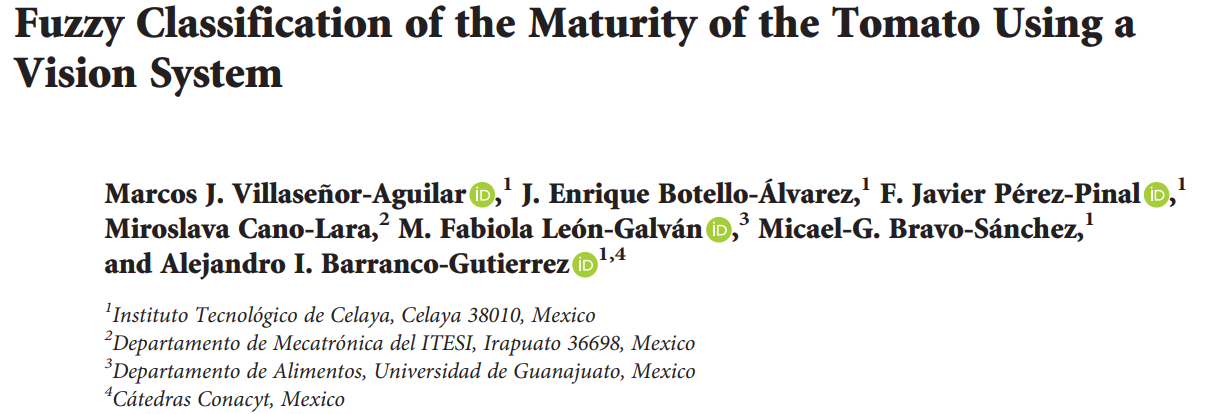 Fuzzy Classification of the Maturity of the Tomato Using a
Vision System
Marcos J. Villaseñor-Aguilar iD,1 J. Enrique Botello-Álvarez,1 F. Javier Pérez-Pinal iD,1
Miroslava Cano-Lara,2 M. Fabiola León-Galván iD,3 Micael-G. Bravo-Sánchez,1
and Alejandro I. Barranco-Gutierrez iD1,4
1Instituto Tecnológico de Celaya, Celaya 38010, Mexico
2Departamento de Mecatrónica del ITESI, Irapuato 36698, Mexico
3Departamento de Alimentos, Universidad de Guanajuato, Mexico
4Cátedras Conacyt, Mexico